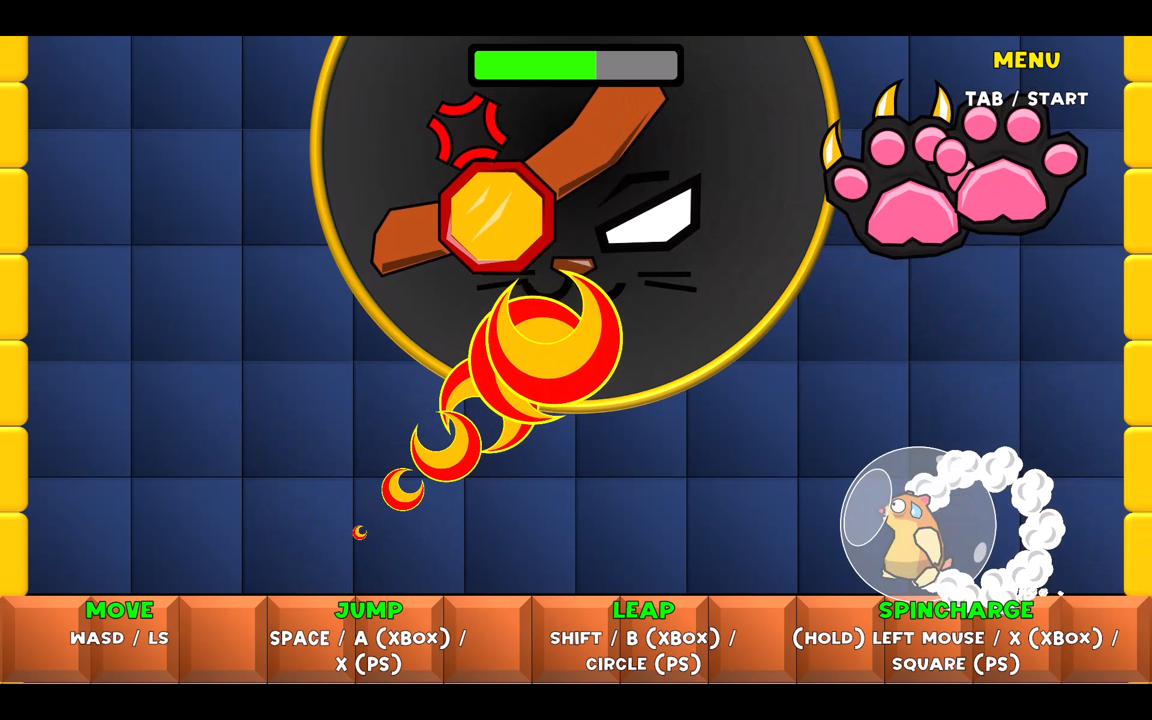 MENU
TAB / START
MOVE
WASD / LS
JUMP
SPACE / A (XBOX) /
X (PS)
LEAP
SHIFT / B (XBOX) /
CIRCLE (PS)
SPINCHARGE
(HOLD) LEFT MOUSE / X (XBOX) /
SQUARE (PS)